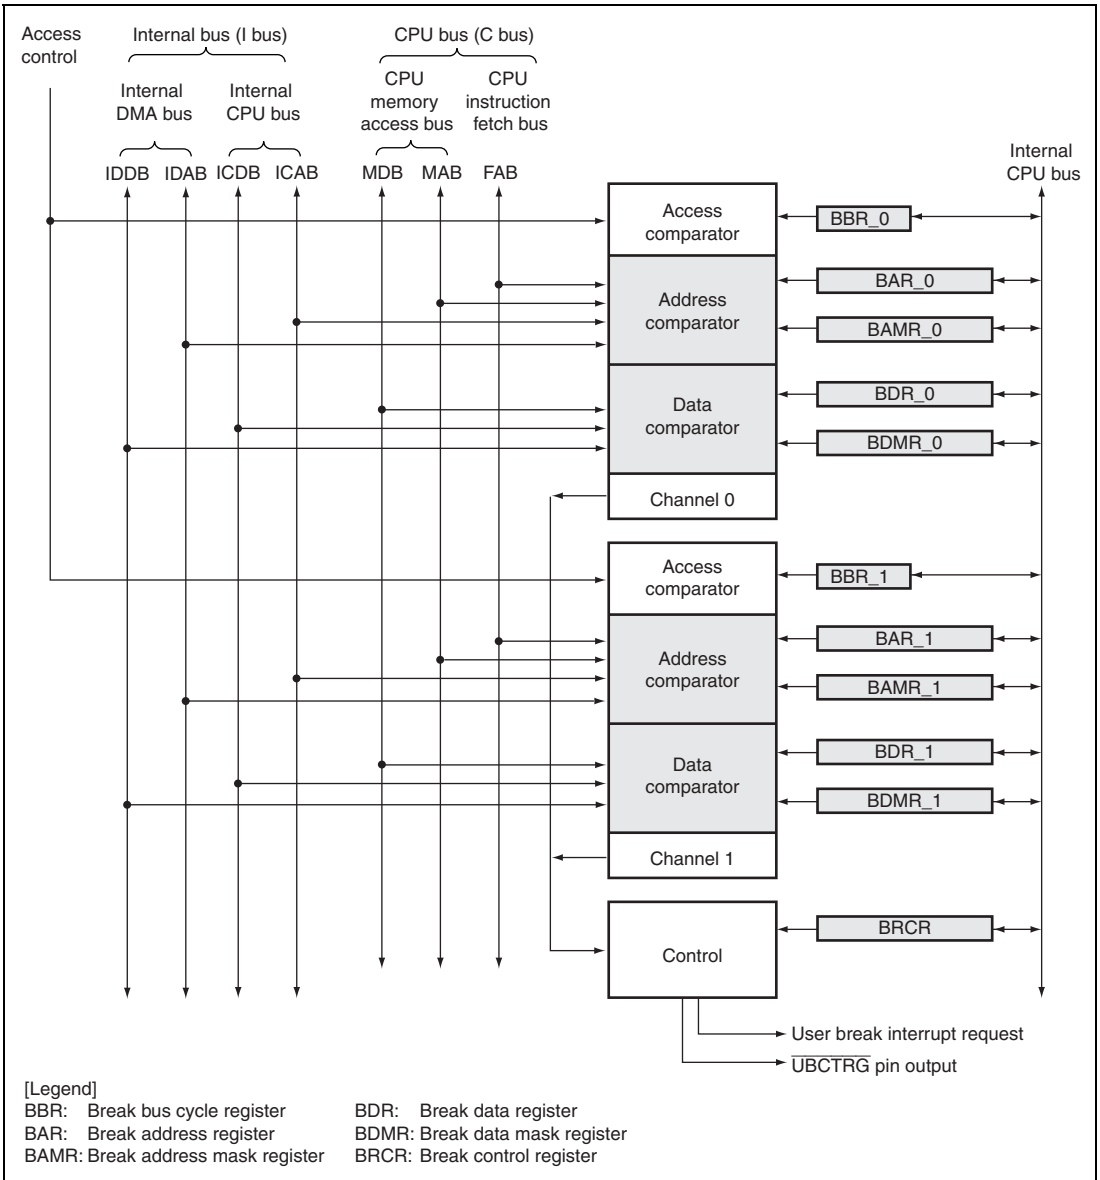 Access
control
Internal bus (I bus)
CPU bus (C bus)
Internal
DMA bus
Internal
CPU bus
CPU
memory
access bus
CPU
instruction
fetch bus
IDDB IDAB ICDB ICAB MDB MAB FAB
Internal
CPU bus
Access
comparator
BBR_0
Address
comparator
BAR_0
BAMR_0
Data
comparator
BDR_0
BDMR_0
Channel 0
Access
comparator
BBR_1
Address
comparator
BAR_1
BAMR_1
Data
comparator
BDR_1
BDMR_1
Channel 1
Control
BRCR
User break interrupt request
UBCTRG pin output
[Legend]
BBR: Break bus cycle register
BAR: Break address register
BAMR: Break address mask register
BDR: Break data register
BDMR: Break data mask register
BRCR: Break control register